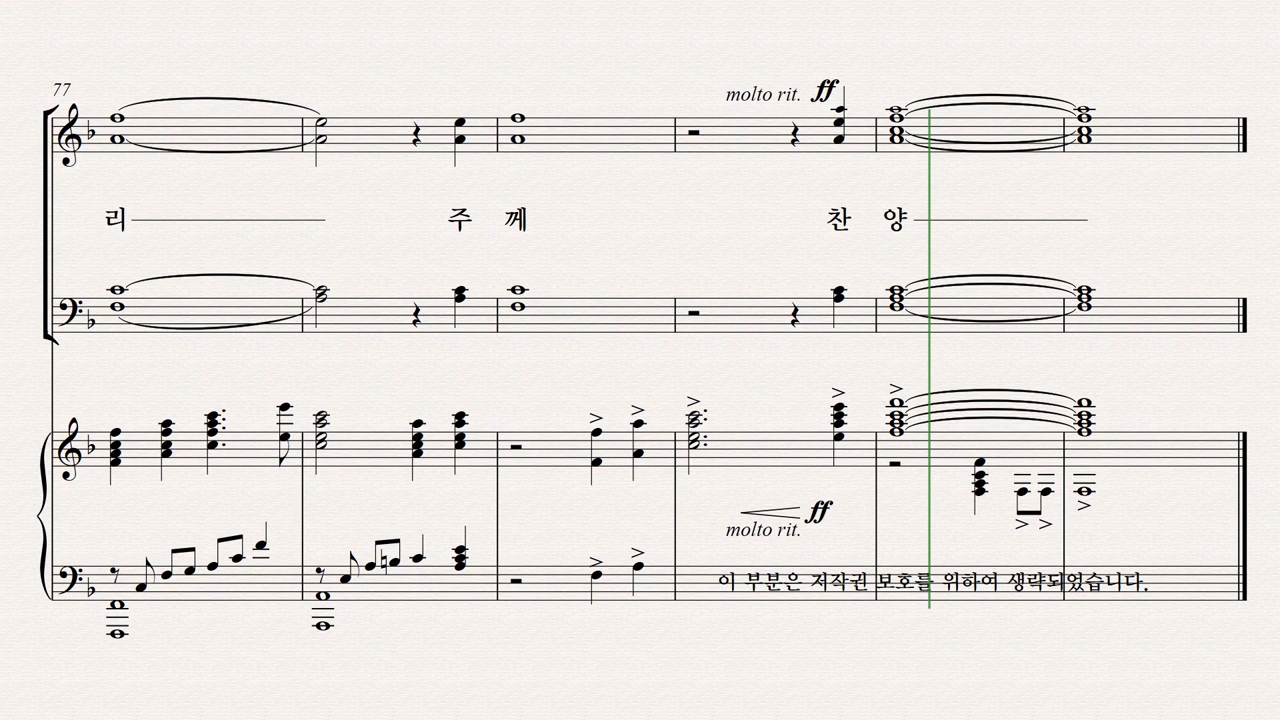 77
molto rit. ff
리 주 께 찬 양
ff
molto rit.
이 부분은 저작권 보호를 위하여 생략되었습니다.